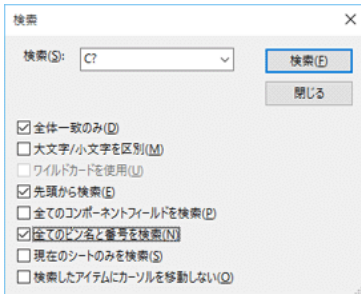 検索
検索(S): C?
検索(F)
閉じる
全体一致のみ(D)
大文字/小文字を区別(M)
ワイルドカードを使用(U)
先頭から検索(E)
全てのコンポーネントフィールドを検索(P)
全てのピン名と番号を検索(N)
現在のシートのみを検索(S)
検索したアイテムにカーソルを移動しない(O)